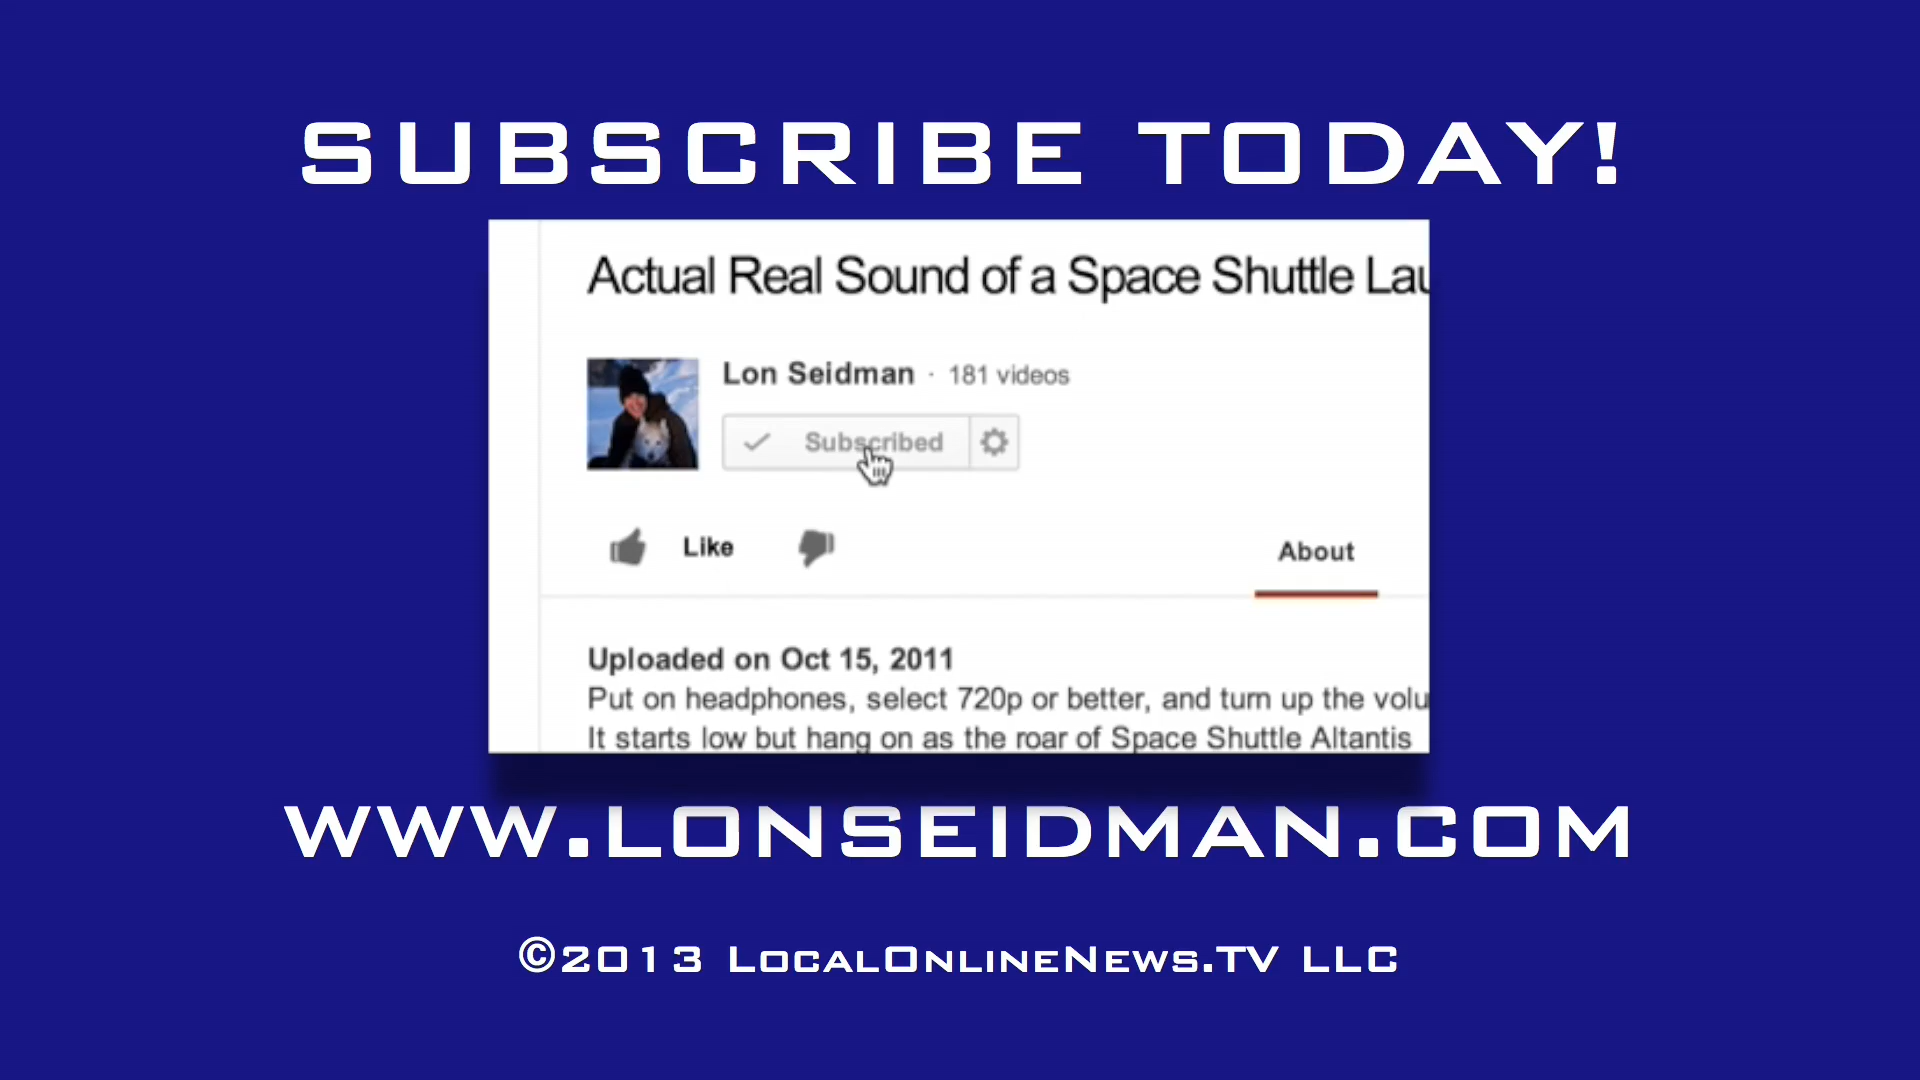 SUBSCRIBE TODAY!
Actual Real Sound of a Space Shuttle Lau
Lon Seidman · 181 videos
Subscribed
Like
About
Uploaded on Oct 15, 2011
Put on headphones, select 720p or better, and turn up the volu
It starts low but hang on as the roar of Space Shuttle Altantis
WWW.LONSEIDMAN.COM
©2013 LOCALONLINENEWS.TV LLC